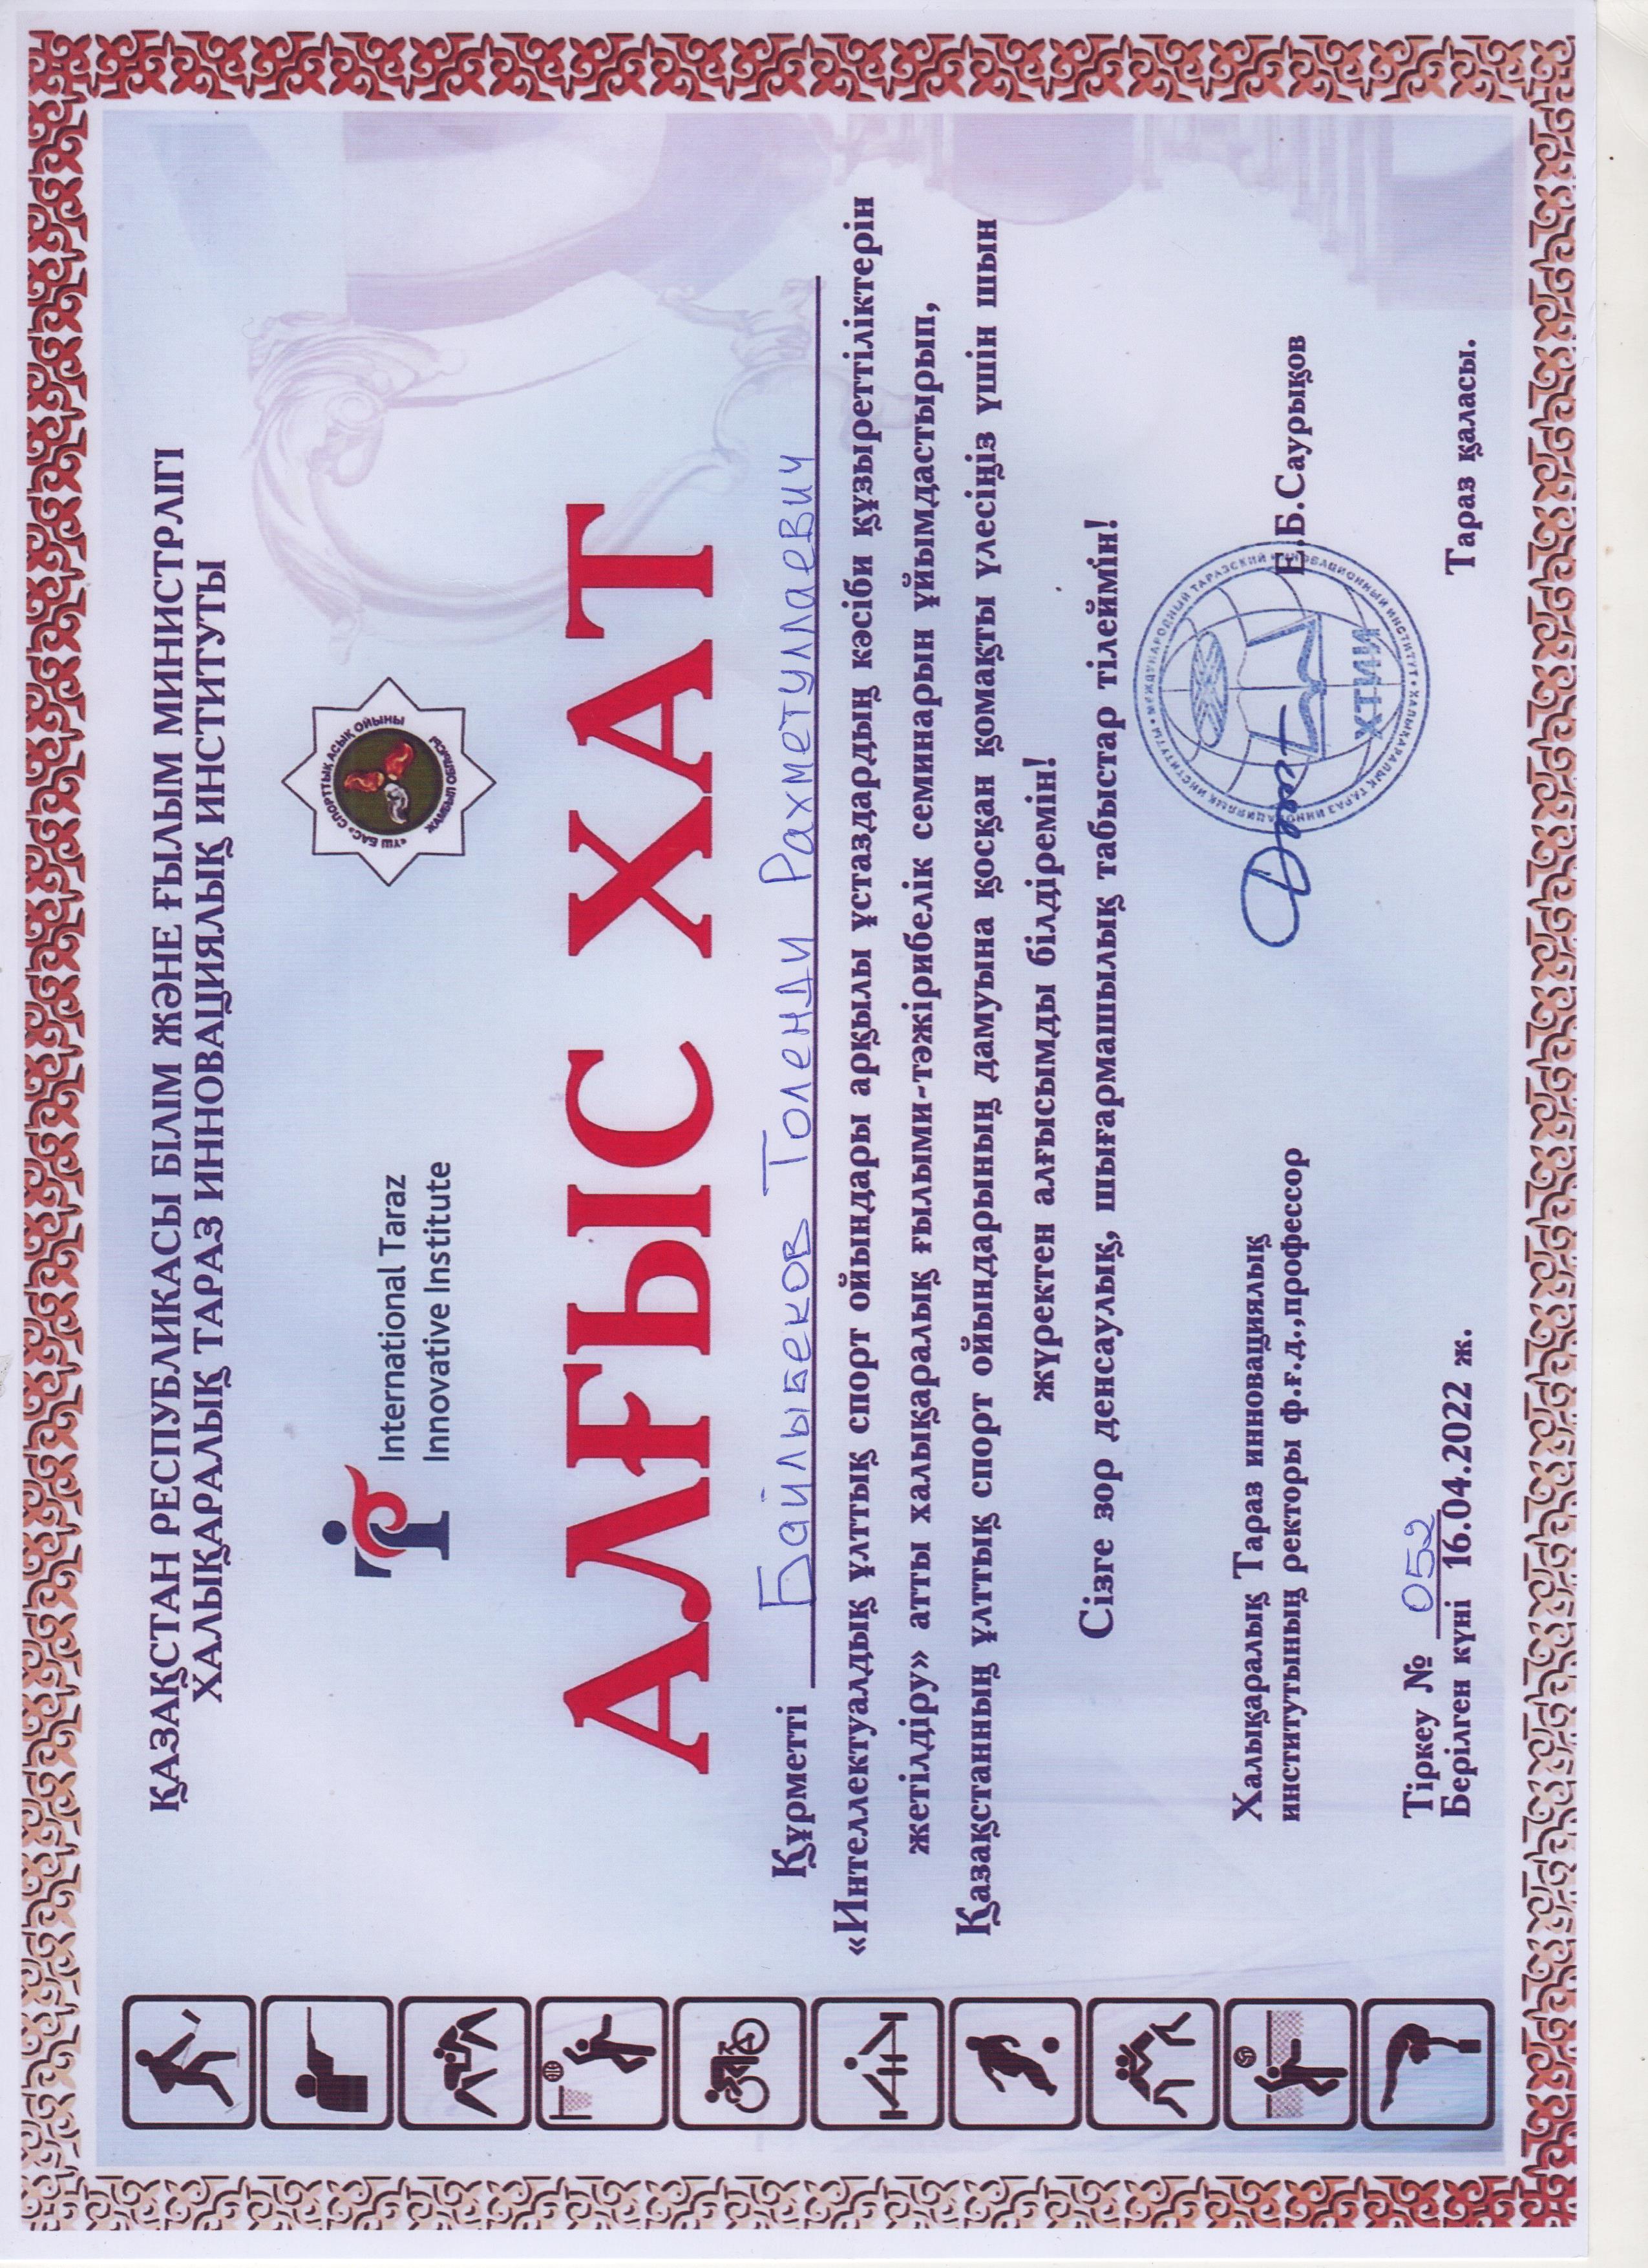 ҚАЗАҚСТАН РЕСПУБЛИКАСЫ БІЛІМ ЖӘНЕ ҒЫЛЫМ МИНИСТРЛІГІ
ХАЛЫҚАРАЛЫҚ ТАРАЗ ИННОВАЦИЯЛЫҚ ИНСТИТУТЫ
International Taraz
Innovative Institute
«ҮШ БАС» СПОРТТЫҚ АСЫҚ ОЙЫНЫ
ЖАМБЫЛ ОБЛЫСЫ
АЛҒЫС ХАТ
Құрметті Байлыбеков Толенди Рахметуллаевич
«Интеллектуалдық ұлттық спорт ойындары арқылы ұстаздардың кәсіби құзыреттіліктерін
жетілдіру» атты халықаралық ғылыми-тәжірибелік семинарын ұйымдастырып,
Қазақстанның ұлттық спорт ойындарының дамуына қосқан қомақты үлесіңіз үшін шын
жүректен алғысымды білдіремін!
Сізге зор денсаулық, шығармашылық табыстар тілеймін!
Халықаралық Тараз инновациялық
институтының ректоры ф.ғ.д.,профессор
Е.Б.Саурықов
МЕЖДУНАРОДНЫЙ ТАРАЗСКИЙ ИННОВАЦИОННЫЙ ИНСТИТУТ • ХАЛЫҚАРАЛЫҚ ТАРАЗ ИННОВАЦИЯЛЫҚ ИНСТИТУТЫ •
ХТИИ
Тіркеу № 052
Берілген күні 16.04.2022 ж.
Тараз қаласы.